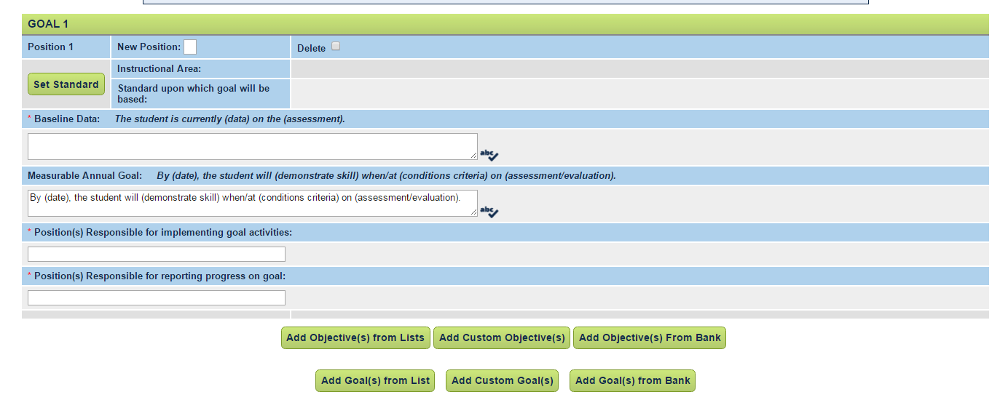 GOAL 1
Position 1 New Position: Delete
Set Standard
Instructional Area:
Standard upon which goal will be
based:
* Baseline Data: The student is currently (data) on the (assessment).
abc
Measurable Annual Goal: By (date), the student will (demonstrate skill) when/at (conditions criteria) on (assessment/evaluation).
By (date), the student will (demonstrate skill) when/at (conditions criteria) on (assessment/evaluation).
abc
* Position(s) Responsible for implementing goal activities:
* Position(s) Responsible for reporting progress on goal:
Add Objective(s) from Lists Add Custom Objective(s) Add Objective(s) From Bank
Add Goal(s) from List Add Custom Goal(s) Add Goal(s) from Bank